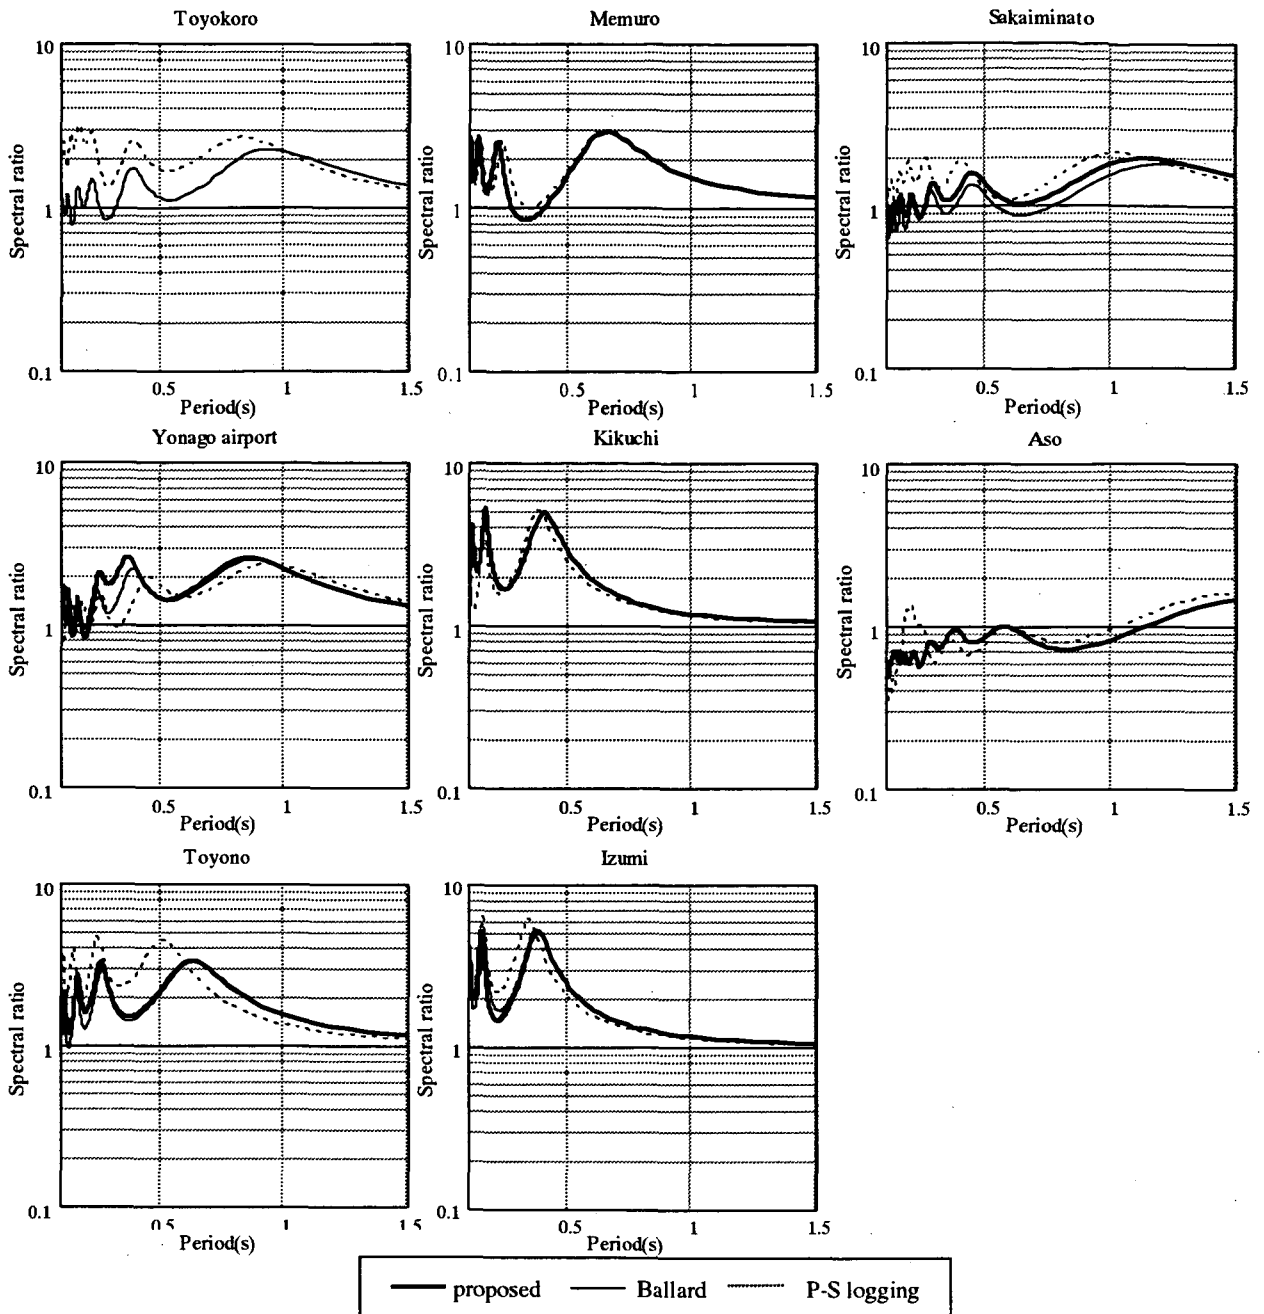 Toyokoro
Memuro
Sakaiminato
10
1
0.1
Spectral ratio
0.5
1
1.5
Period(s)
10
1
0.1
Spectral ratio
0.5
1
1.5
Period(s)
10
1
0.1
Spectral ratio
0.5
1
1.5
Period(s)
Yonago airport
Kikuchi
Aso
10
1
0.1
Spectral ratio
0.5
1
1.5
Period(s)
10
1
0.1
Spectral ratio
0.5
1
1.5
Period(s)
10
1
0.1
Spectral ratio
0.5
1
1.5
Period(s)
Toyono
Izumi
10
1
0.1
Spectral ratio
0.5
1
1.5
Period(s)
10
1
0.1
Spectral ratio
0.5
1
1.5
Period(s)
proposed Ballard P-S logging